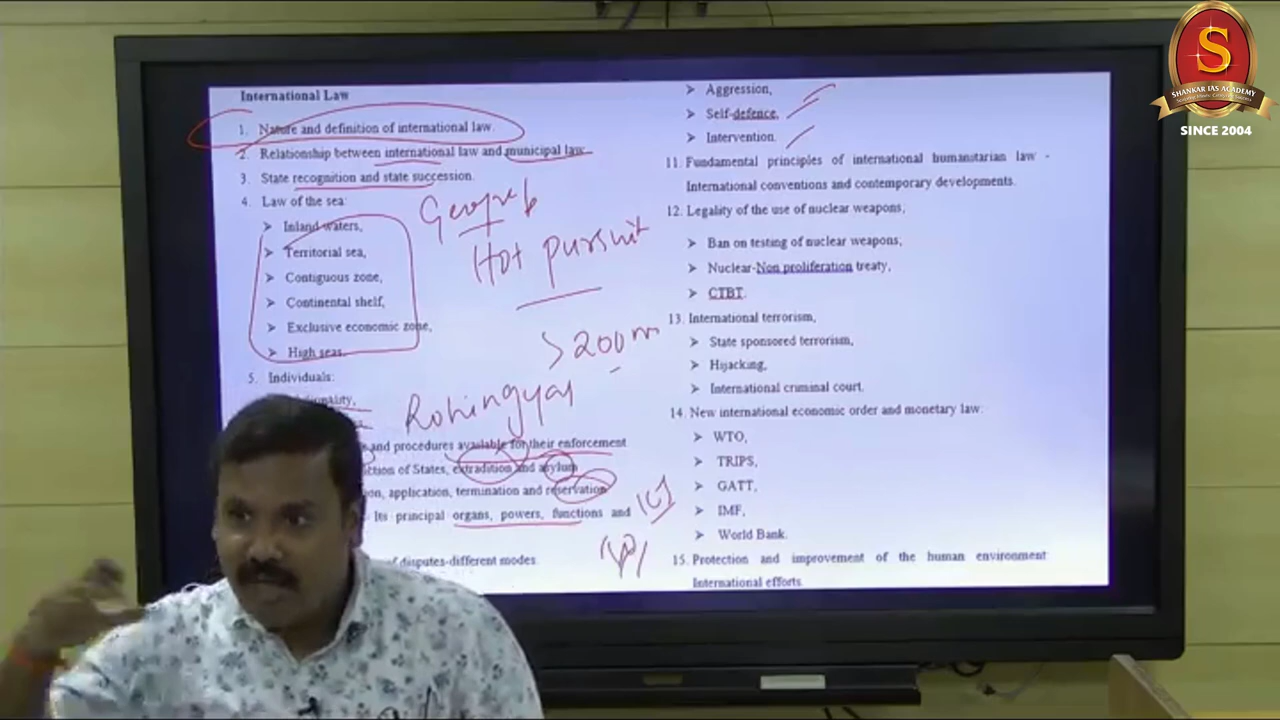 International Law
1. Nature and definition of international law.
2. Relationship between international law and municipal law.
3. State recognition and state succession.
4. Law of the sea:
➤ Inland waters,
➤ Territorial sea,
➤ Contiguous zone,
➤ Continental shelf,
➤ Exclusive economic zone,
➤ High seas.
Hot pursuit
>200m
5. Individuals:
Rohingyas
and procedures available for their enforcement
of States, extradition and asylum
application, termination and reservation
Its principal organs, powers, functions and
ICJ
of disputes-different modes.
➤ Aggression,
➤ Self-defence,
➤ Intervention.
11. Fundamental principles of international humanitarian law -
International conventions and contemporary developments.
12. Legality of the use of nuclear weapons;
➤ Ban on testing of nuclear weapons,
➤ Nuclear-Non proliferation treaty,
➤ CTBT.
13. International terrorism,
➤ State sponsored terrorism,
➤ Hijacking,
➤ International criminal court.
14. New international economic order and monetary law:
➤ WTO,
➤ TRIPS,
➤ GATT,
➤ IMF,
➤ World Bank.
15. Protection and improvement of the human environment:
International efforts.
S
SHANKAR IAS ACADEMY
SINCE 2004